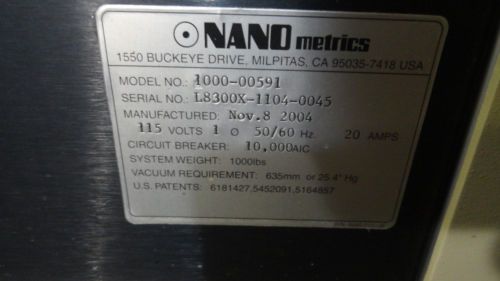 NANO metrics
1550 BUCKEYE DRIVE, MILPITAS, CA 95035-7418 USA
MODEL NO.: 1000-00591
SERIAL NO.: L8300X-1104-0045
MANUFACTURED: Nov.8 2004
115 VOLTS 1 Ø 50/60 Hz. 20 AMPS
CIRCUIT BREAKER: 10,000AIC
SYSTEM WEIGHT: 1000lbs
VACUUM REQUIREMENT: 635mm or 25.4" Hg
U.S. PATENTS: 6181427,5452091,5164857